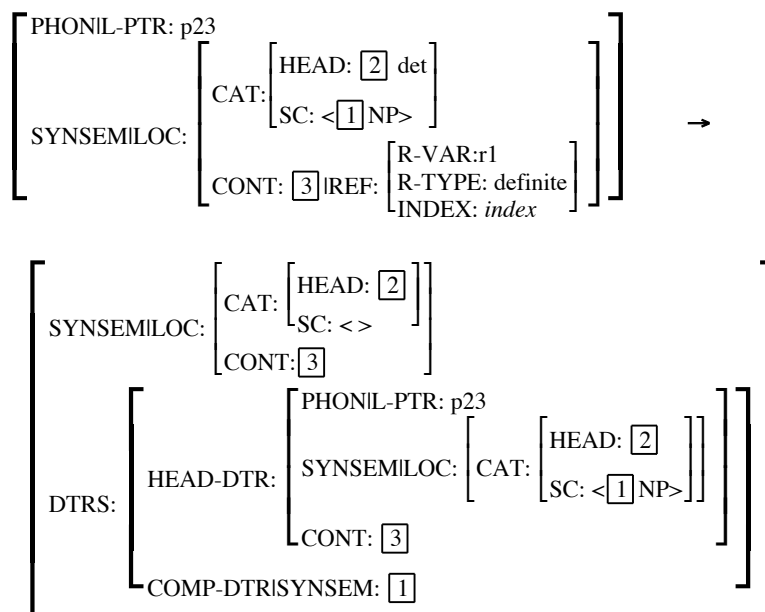 PHON|L-PTR: p23
HEAD: 2 det
CAT:
SC: <1 NP>
SYNSEM|LOC: →
R-VAR:r1
CONT: 3 |REF: R-TYPE: definite
INDEX: index
HEAD: 2
CAT:
SC: < >
SYNSEM|LOC:
CONT: 3
PHON|L-PTR: p23
HEAD: 2
SYNSEM|LOC: CAT:
SC: <1 NP>
HEAD-DTR:
DTRS:
CONT: 3
COMP-DTR|SYNSEM: 1